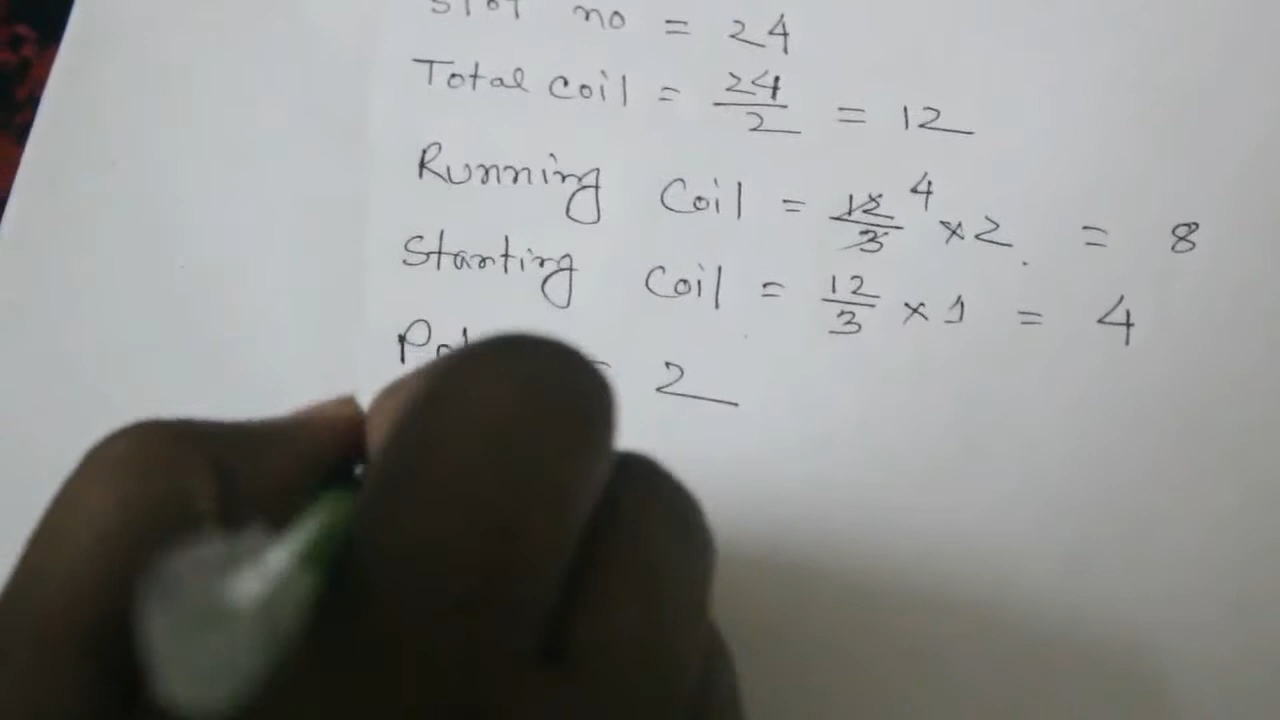 Slot no = 24
Total coil = 24/2 = 12
Running Coil = 12/3 4 × 2 = 8
Starting Coil = 12/3 × 1 = 4
= 2